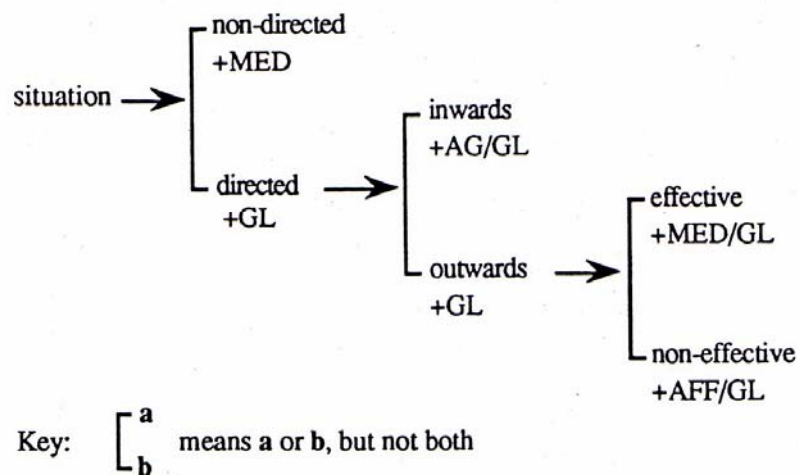 non-directed
+MED
situation
inwards
+AG/GL
directed
+GL
effective
+MED/GL
outwards
+GL
non-effective
+AFF/GL
a
Key: means a or b, but not both
b